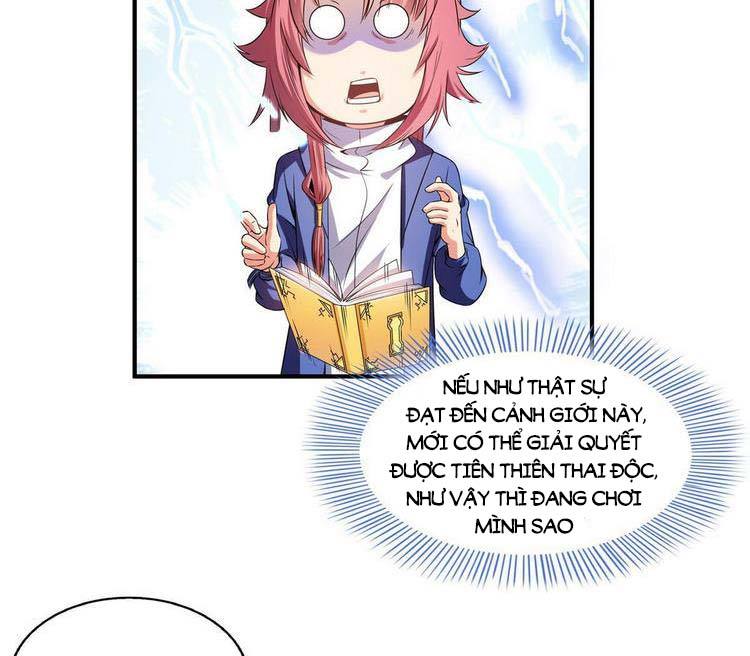 NẾU NHƯ THẬT SỰ
ĐẠT ĐẾN CẢNH GIỚI NÀY,
MỚI CÓ THỂ GIẢI QUYẾT
ĐƯỢC TIÊN THIÊN THAI ĐỘC,
NHƯ VẬY THÌ ĐANG CHƠI
MÌNH SAO